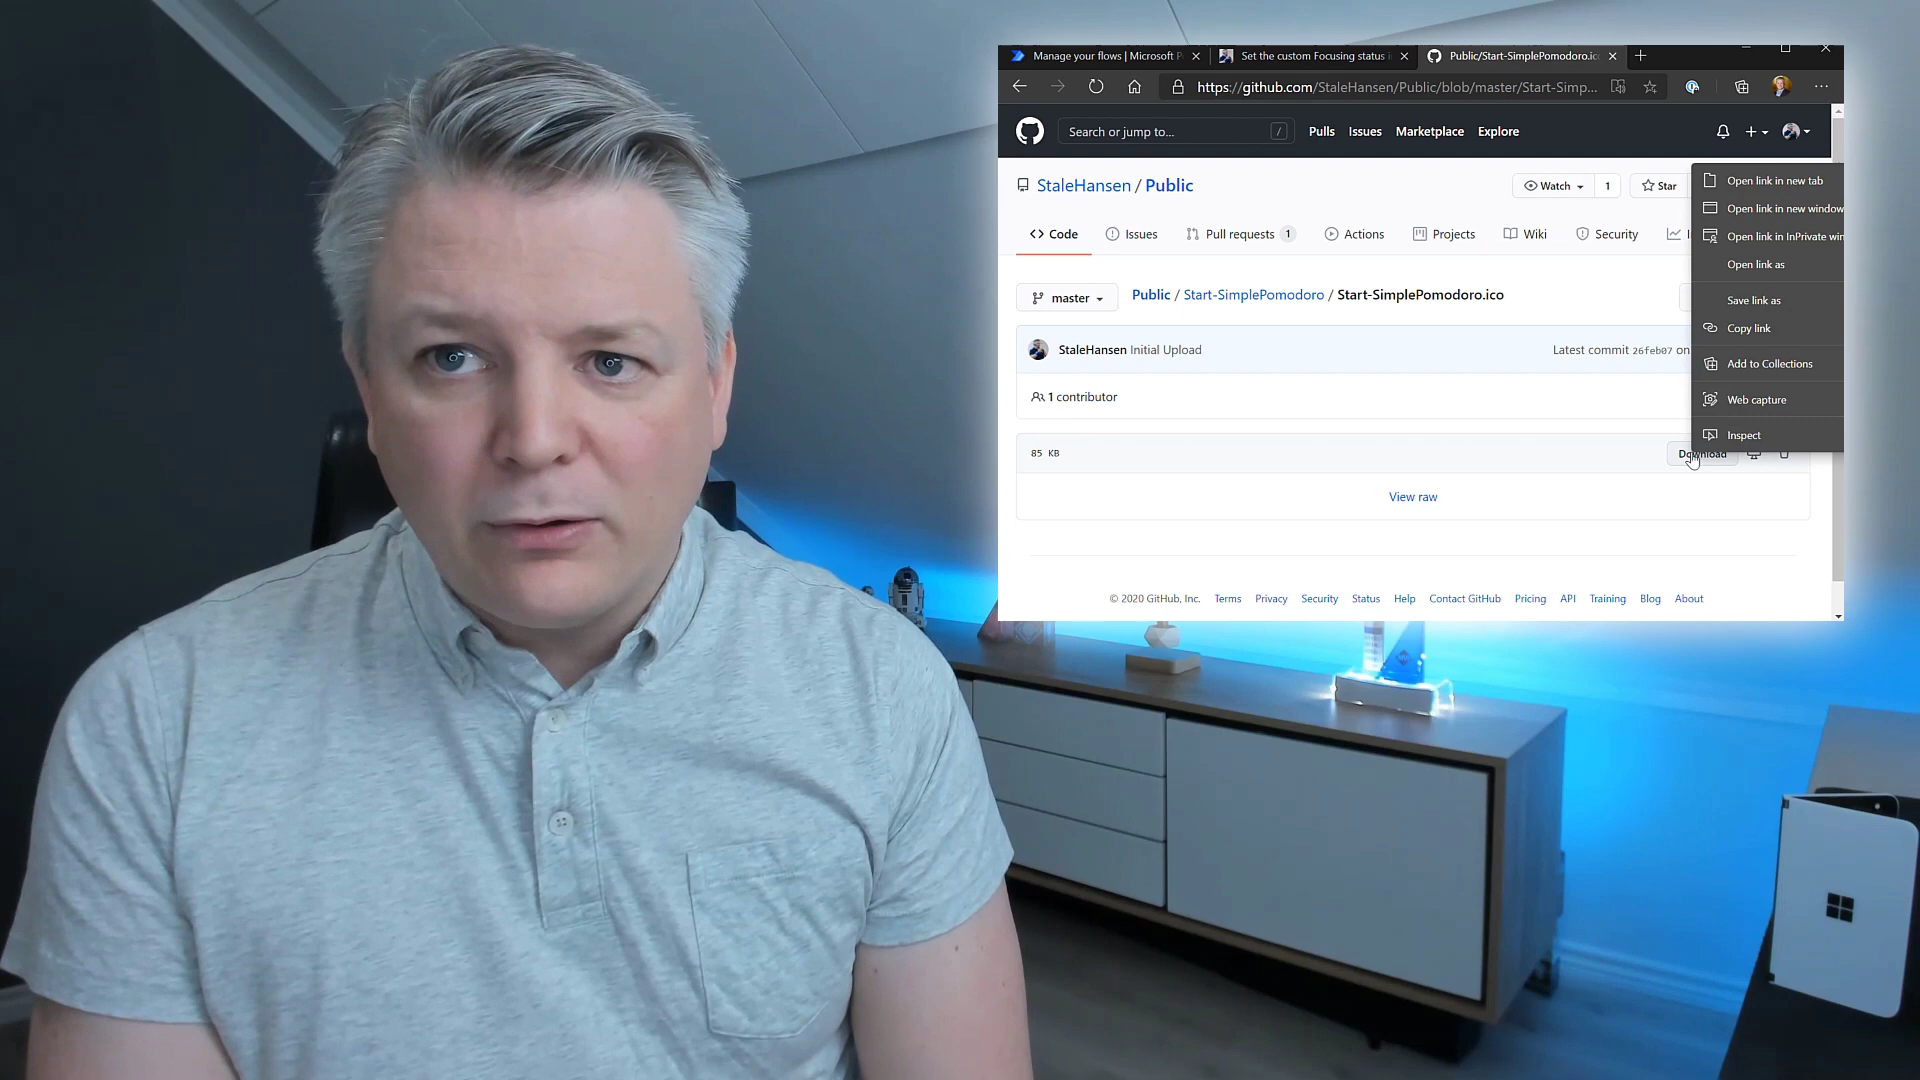 Manage your flows | Microsoft P
Set the custom Focusing status i
Public/Start-SimplePomodoro.ic
https://github.com/StaleHansen/Public/blob/master/Start-Simp...
Search or jump to...
/
Pulls
Issues
Marketplace
Explore
StaleHansen / Public
Watch
1
Star
Code
Issues
Pull requests 1
Actions
Projects
Wiki
Security
master
Public / Start-SimplePomodoro / Start-SimplePomodoro.ico
StaleHansen Initial Upload
Latest commit 26feb07 on
1 contributor
85 KB
Download
View raw
Open link in new tab
Open link in new window
Open link in InPrivate win
Open link as
Save link as
Copy link
Add to Collections
Web capture
Inspect
© 2020 GitHub, Inc. Terms Privacy Security Status Help Contact GitHub Pricing API Training Blog About